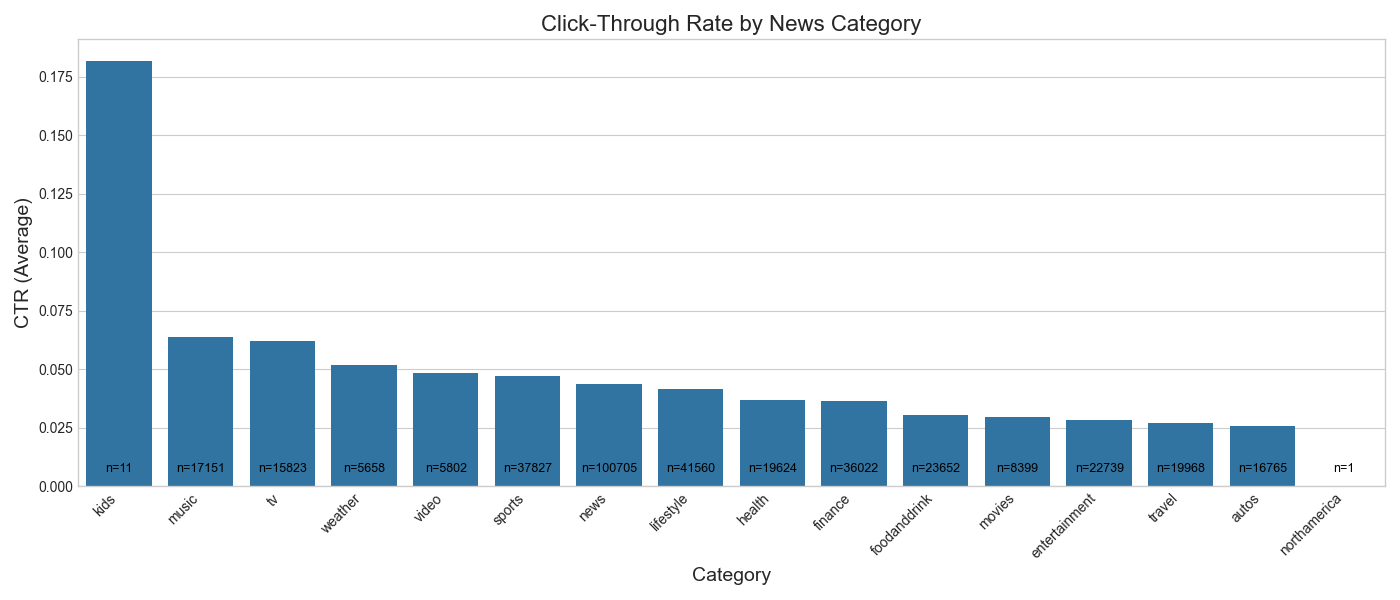 Click-Through Rate by News Category
CTR (Average)
0.175
0.150
0.125
0.100
0.075
0.050
0.025
0.000
n=11
n=17151
n=15823
n=5658
n=5802
n=37827
n=100705
n=41560
n=19624
n=36022
n=23652
n=8399
n=22739
n=19968
n=16765
n=1
kids
music
tv
weather
video
sports
news
lifestyle
health
finance
foodanddrink
movies
entertainment
travel
autos
northamerica
Category